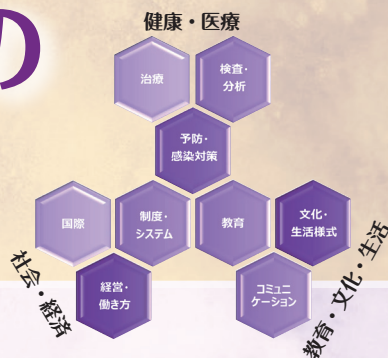 の
健康・医療
治療
検査・
分析
予防・
感染対策
国際
制度・
システム
教育
文化・
生活様式
経営・
働き方
コミュニ
ケーション
社会・経済
教育・文化・生活